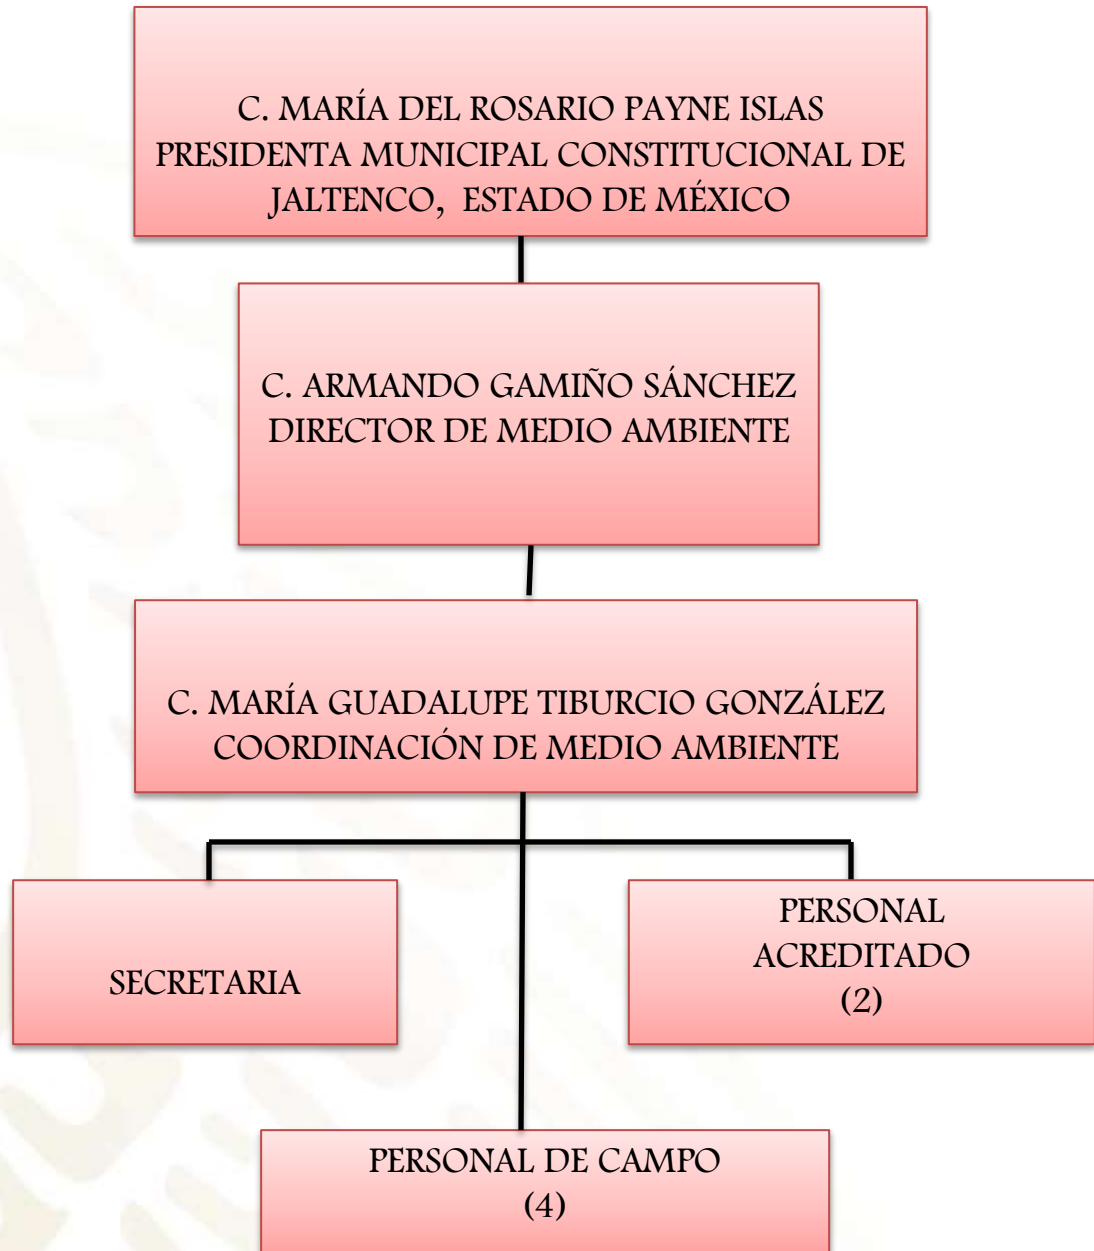 C. MARÍA DEL ROSARIO PAYNE ISLAS
PRESIDENTA MUNICIPAL CONSTITUCIONAL DE
JALTENCO, ESTADO DE MÉXICO
C. ARMANDO GAMIÑO SÁNCHEZ
DIRECTOR DE MEDIO AMBIENTE
C. MARÍA GUADALUPE TIBURCIO GONZÁLEZ
COORDINACIÓN DE MEDIO AMBIENTE
SECRETARIA
PERSONAL
ACREDITADO
(2)
PERSONAL DE CAMPO
(4)